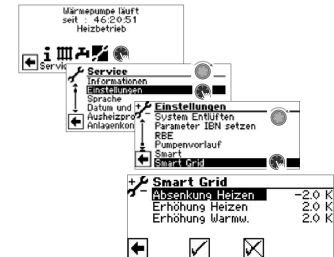 Wärmepumpe läuft
seit : 46:20:51
Heizbetrieb
Service
Informationen
Einstellungen
Sprache
Datum und
Ausheizpro
Anlagenkon
Einstellungen
System Entlüften
Parameter IBN setzen
RBE
Pumpenvorlauf
Smart
Smart Grid
Smart Grid
Absenkung Heizen -2.0 K
Erhöhung Heizen 2.0 K
Erhöhung Warmw. 2.0 K